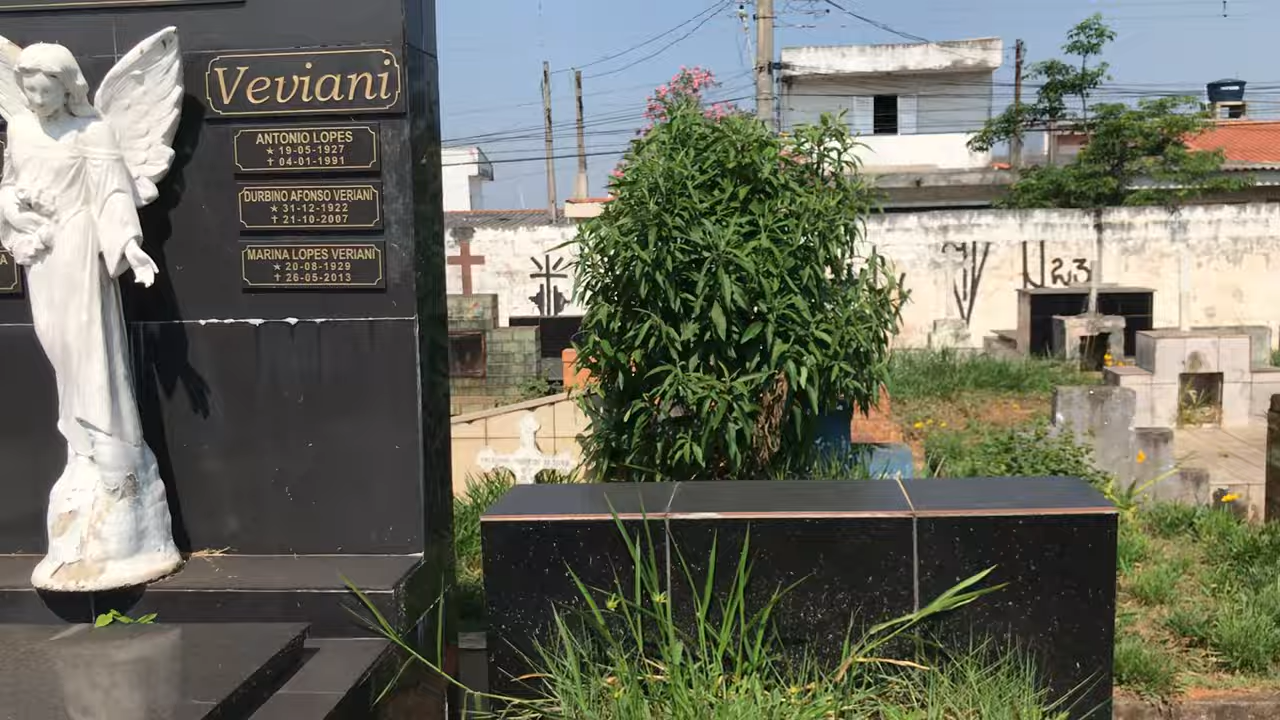 Veviani
ANTONIO LOPES
★ 19-05-1927
✝ 04-01-1991
DURBINO AFONSO VERIANI
★ 31-12-1922
✝ 21-10-2007
MARINA LOPES VERIANI
★ 20-08-1929
✝ 26-05-2013